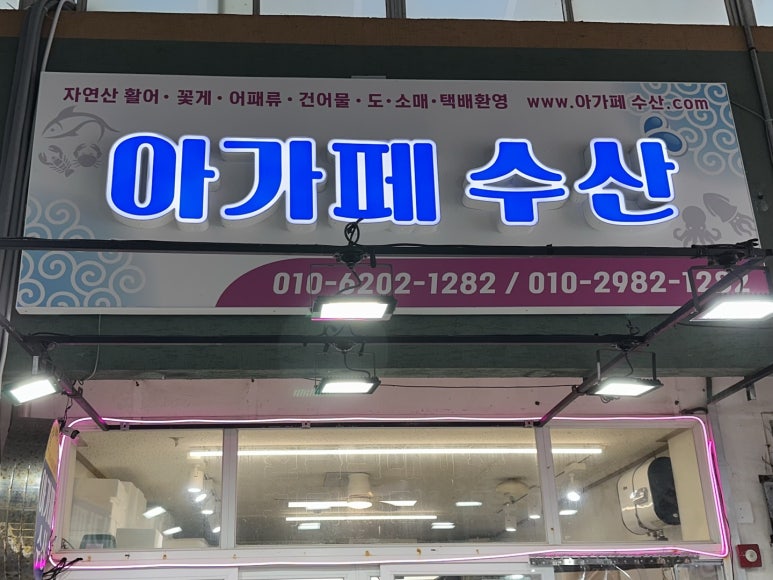 자연산 활어 · 꽃게 · 어패류 · 건어물 · 도 · 소매 · 택배환영 www.아가페 수산.com
아가페 수산
010-6202-1282 / 010-2982-1282